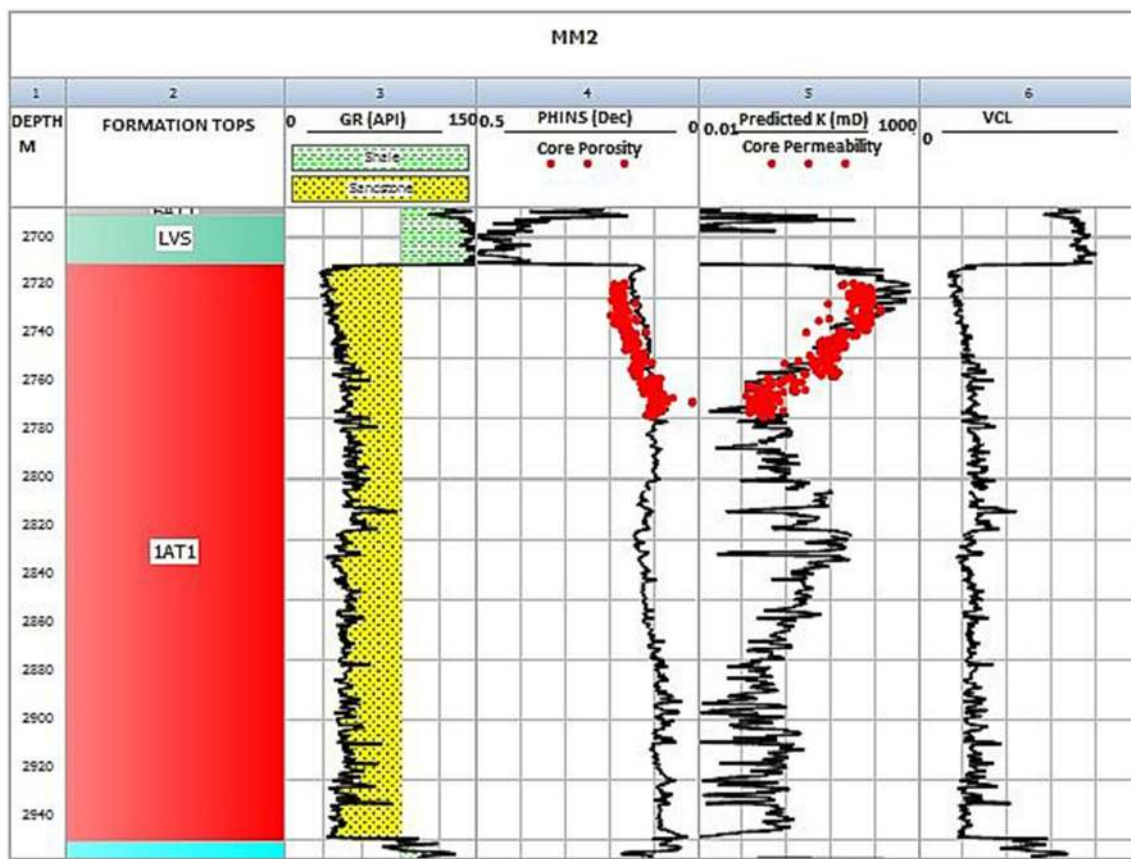 MM2
1 2 3 4 5 6
DEPTH M
FORMATION TOPS
0 GR (API) 150
Shale
Sandstone
0.5 PHINS (Dec) 0
Core Porosity
0.01 Predicted K (mD) 1000
Core Permeability
0 VCL
LVS
1AT1
2700
2720
2740
2760
2780
2800
2820
2840
2860
2880
2900
2920
2940